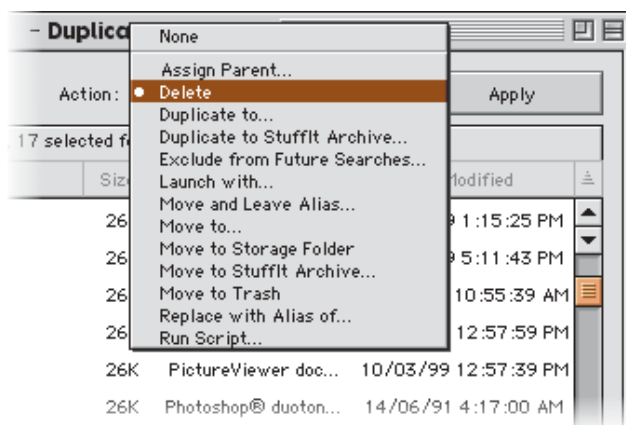 - Duplica
None
Assign Parent...
Action:
Delete
Apply
Duplicate to...
17 selected f
Duplicate to StuffIt Archive...
Exclude from Future Searches...
Siz
Launch with...
Modified
Move and Leave Alias...
26
1:15:25 PM
Move to...
Move to Storage Folder
26
5:11:43 PM
Move to StuffIt Archive...
26
Move to Trash
10:55:39 AM
Replace with Alias of...
26
12:57:59 PM
Run Script...
26K PictureViewer doc... 10/03/99 12:57:39 PM
26K Photoshop® duoton... 14/06/91 4:17:00 AM